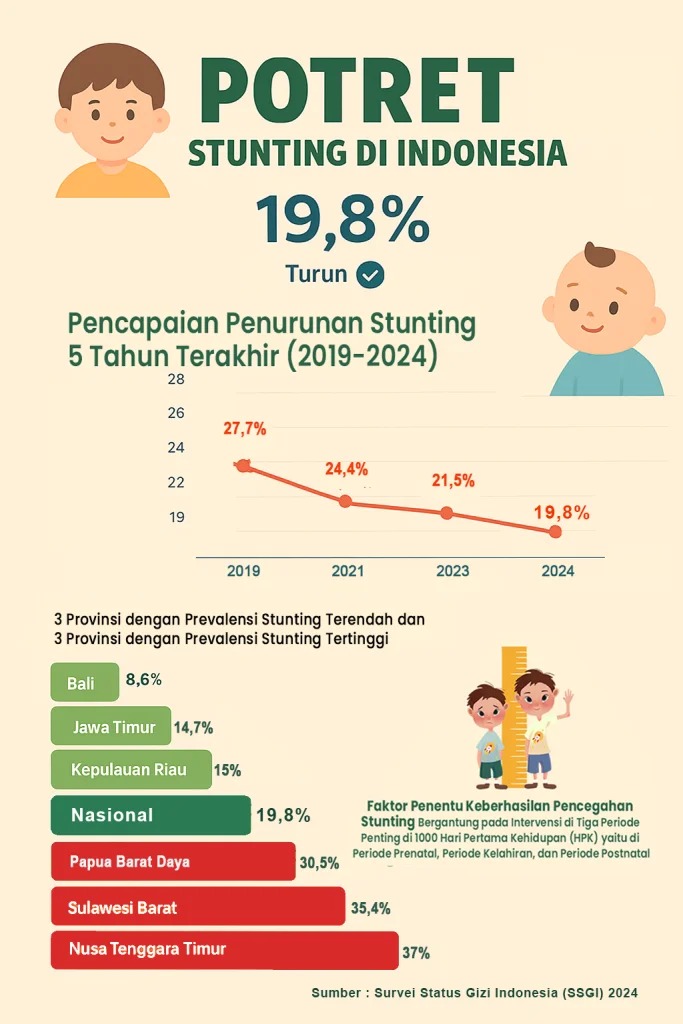 POTRET
STUNTING DI INDONESIA
19,8%
Turun
Pencapaian Penurunan Stunting
5 Tahun Terakhir (2019-2024)
28
26
24
22
19
27,7%
24,4%
21,5%
19,8%
2019
2021
2023
2024
3 Provinsi dengan Prevalensi Stunting Terendah dan
3 Provinsi dengan Prevalensi Stunting Tertinggi
Bali 8,6%
Jawa Timur 14,7%
Kepulauan Riau 15%
Nasional 19,8%
Papua Barat Daya 30,5%
Sulawesi Barat 35,4%
Nusa Tenggara Timur 37%
Faktor Penentu Keberhasilan Pencegahan
Stunting Bergantung pada Intervensi di Tiga Periode
Penting di 1000 Hari Pertama Kehidupan (HPK) yaitu di
Periode Prenatal, Periode Kelahiran, dan Periode Postnatal
Sumber : Survei Status Gizi Indonesia (SSGI) 2024